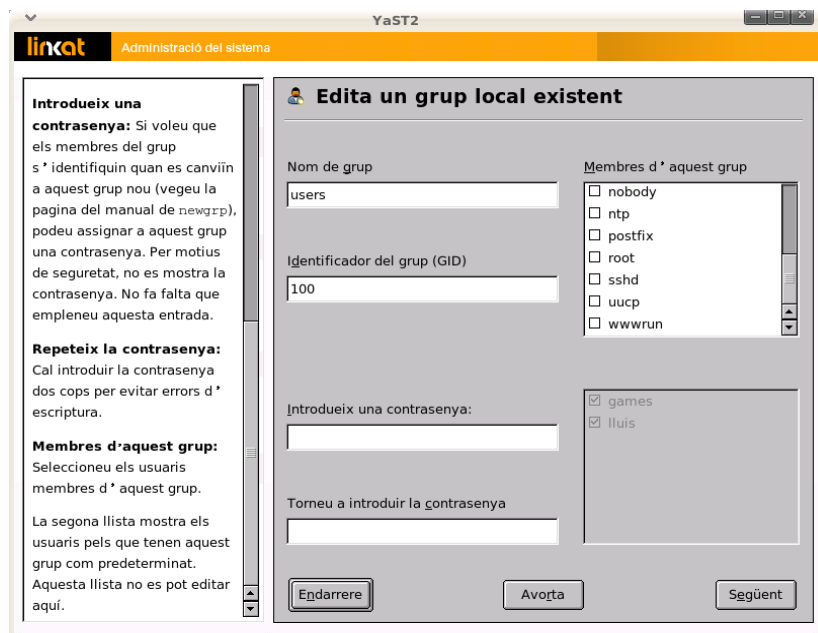 YaST2
linkat
Administració del sistema
Introdueix una
contrasenya: Si voleu que
els membres del grup
s’identifiquin quan es canviïn
a aquest grup nou (vegeu la
pagina del manual de newgrp),
podeu assignar a aquest grup
una contrasenya. Per motius
de seguretat, no es mostra la
contrasenya. No fa falta que
empleneu aquesta entrada.
Repeteix la contrasenya:
Cal introduir la contrasenya
dos cops per evitar errors d’
escriptura.
Membres d’aquest grup:
Seleccioneu els usuaris
membres d’aquest grup.
La segona llista mostra els
usuaris pels que tenen aquest
grup com predeterminat.
Aquesta llista no es pot editar
aquí.
Edita un grup local existent
Nom de grup
users
Identificador del grup (GID)
100
Introdueix una contrasenya:
Torneu a introduir la contrasenya
Membres d’aquest grup
nobody
ntp
postfix
root
sshd
uucp
wwwrun
games
lluis
Endarrere
Avorta
Següent